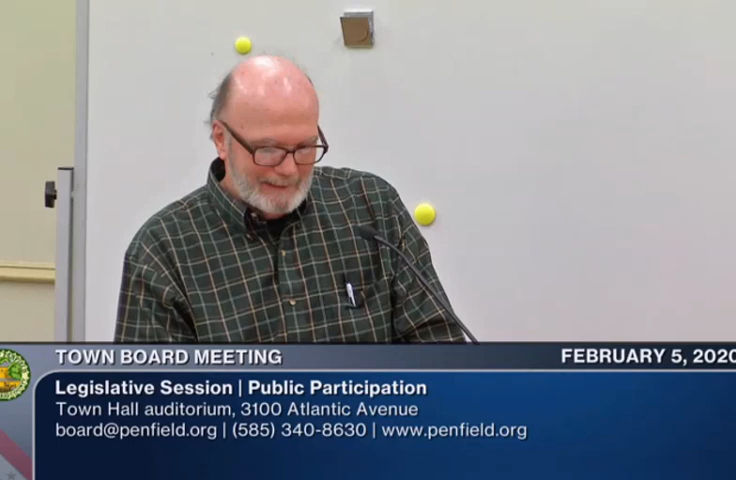 TOWN BOARD MEETING
FEBRUARY 5, 2020
Legislative Session | Public Participation
Town Hall auditorium, 3100 Atlantic Avenue
board@penfield.org | (585) 340-8630 | www.penfield.org